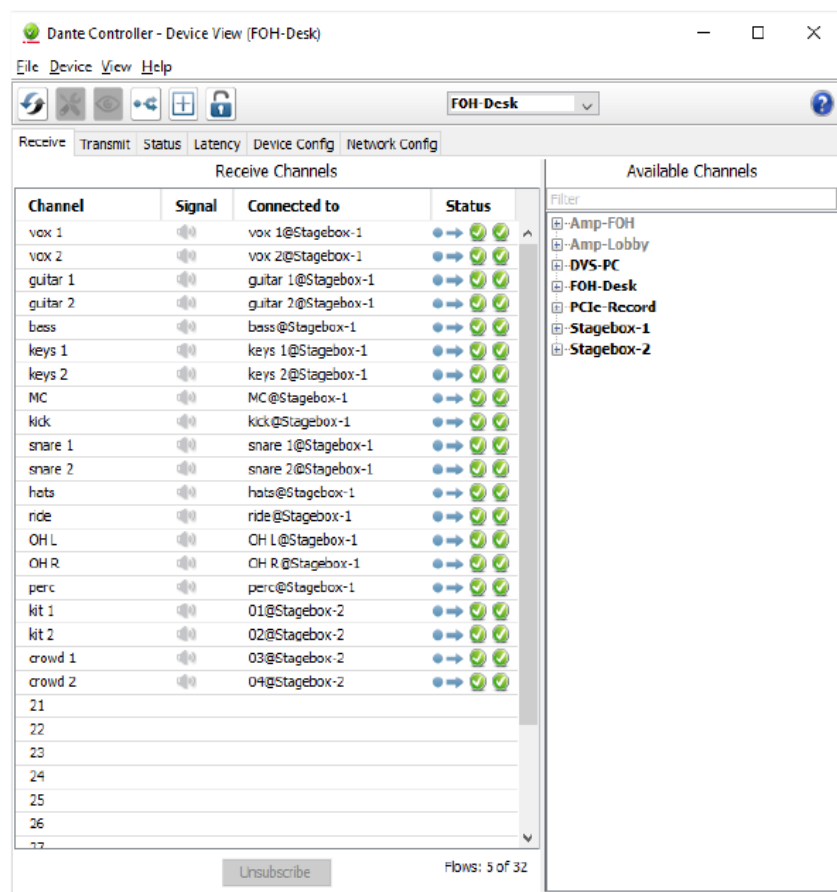 Dante Controller - Device View (FOH-Desk)
File Device View Help
FOH-Desk
Receive Transmit Status Latency Device Config Network Config
Receive Channels
Channel Signal Connected to Status
vox 1 vox 1@Stagebox-1
vox 2 vox 2@Stagebox-1
guitar 1 guitar 1@Stagebox-1
guitar 2 guitar 2@Stagebox-1
bass bass@Stagebox-1
keys 1 keys 1@Stagebox-1
keys 2 keys 2@Stagebox-1
MC MC@Stagebox-1
kick kick@Stagebox-1
snare 1 snare 1@Stagebox-1
snare 2 snare 2@Stagebox-1
hats hats@Stagebox-1
ride ride@Stagebox-1
OH L OH L@Stagebox-1
OH R OH R@Stagebox-1
perc perc@Stagebox-1
kit 1 01@Stagebox-2
kit 2 02@Stagebox-2
crowd 1 03@Stagebox-2
crowd 2 04@Stagebox-2
21
22
23
24
25
26
27
Unsubscribe Flows: 5 of 32
Available Channels
Filter
Amp-FOH
Amp-Lobby
DVS-PC
FOH-Desk
PCIe-Record
Stagebox-1
Stagebox-2